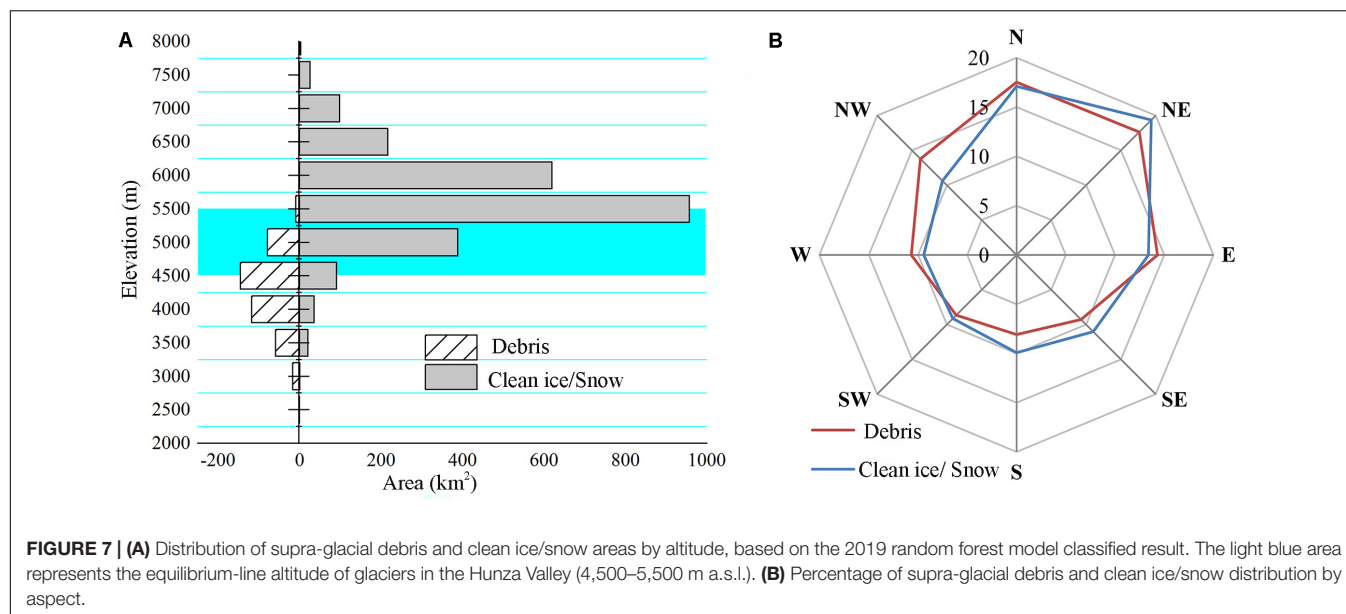 A
8000
7500
7000
6500
6000
5500
5000
4500
4000
3500
3000
2500
2000
Elevation (m)
Debris
Clean ice/Snow
-200 0 200 400 600 800 1000
Area (km²)
B
N
20
15
10
5
0
NE
E
SE
S
SW
W
NW
Debris
Clean ice/ Snow
FIGURE 7 | (A) Distribution of supra-glacial debris and clean ice/snow areas by altitude, based on the 2019 random forest model classified result. The light blue area
represents the equilibrium-line altitude of glaciers in the Hunza Valley (4,500–5,500 m a.s.l.). (B) Percentage of supra-glacial debris and clean ice/snow distribution by
aspect.